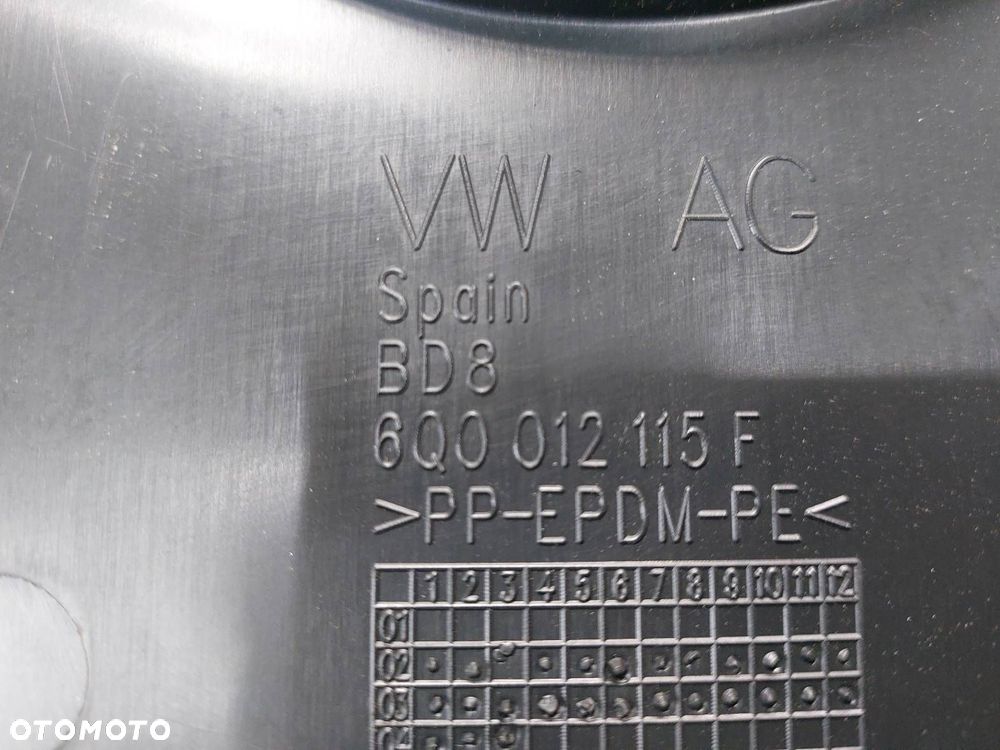 VW AG
Spain
BD8
6Q0 012 115 F
>PP-EPDM-PE<
1 2 3 4 5 6 7 8 9 10 11 12
01
02
03
04
OTOMOTO